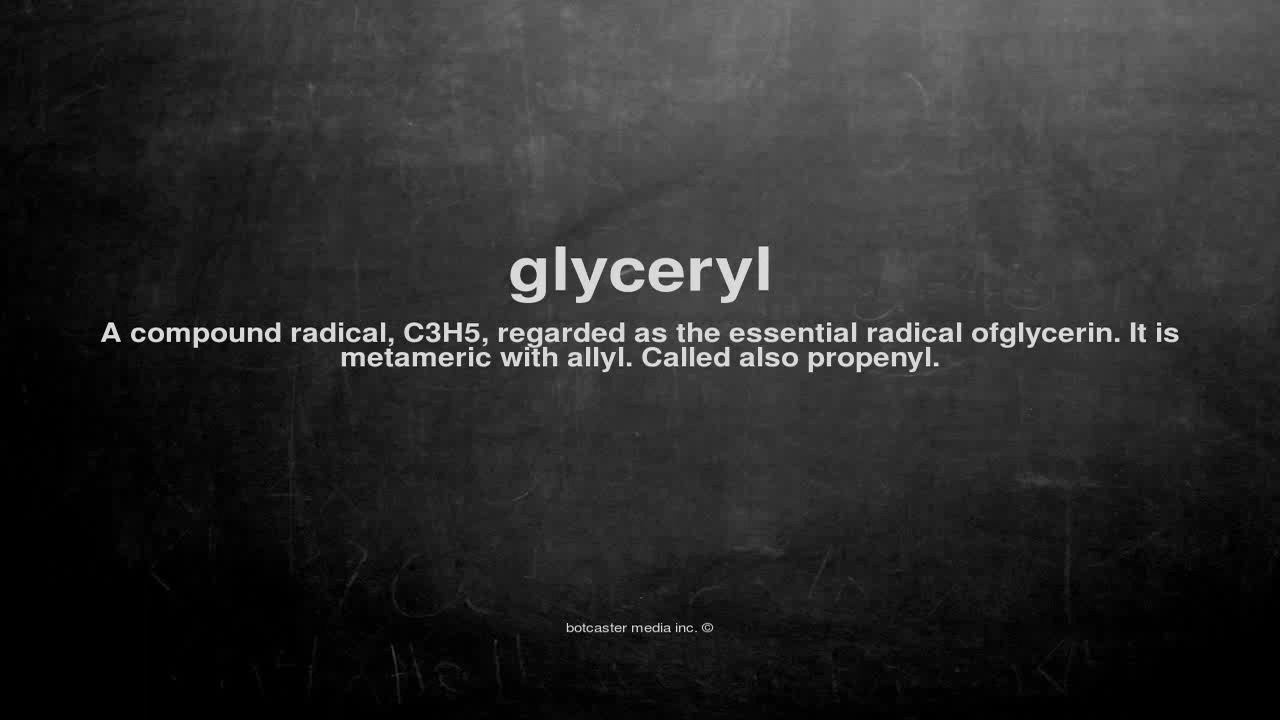 glyceryl
A compound radical, C3H5, regarded as the essential radical ofglycerin. It is
metameric with allyl. Called also propenyl.
botcaster media inc. ©